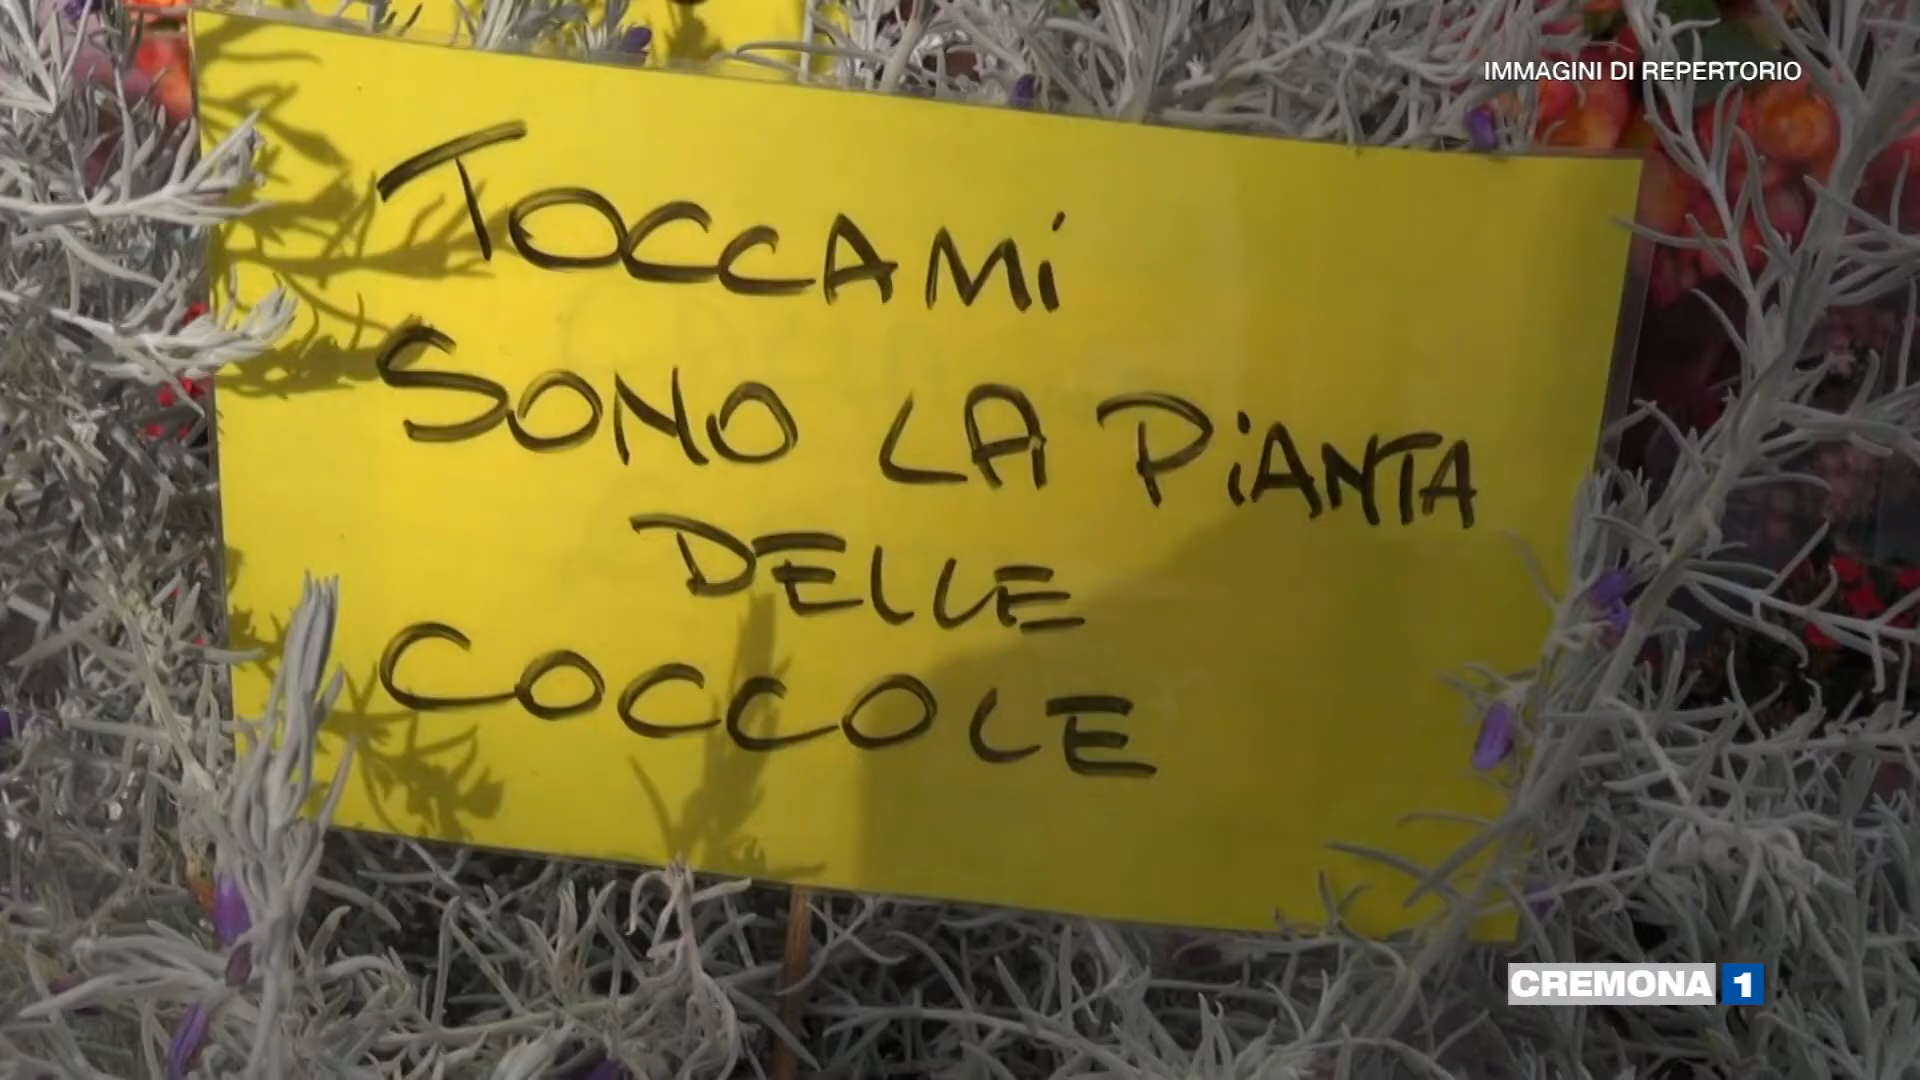 IMMAGINI DI REPERTORIO
TOCCAMi
SONO LA PiANTA
DELLE
COCCOLE
CREMONA 1